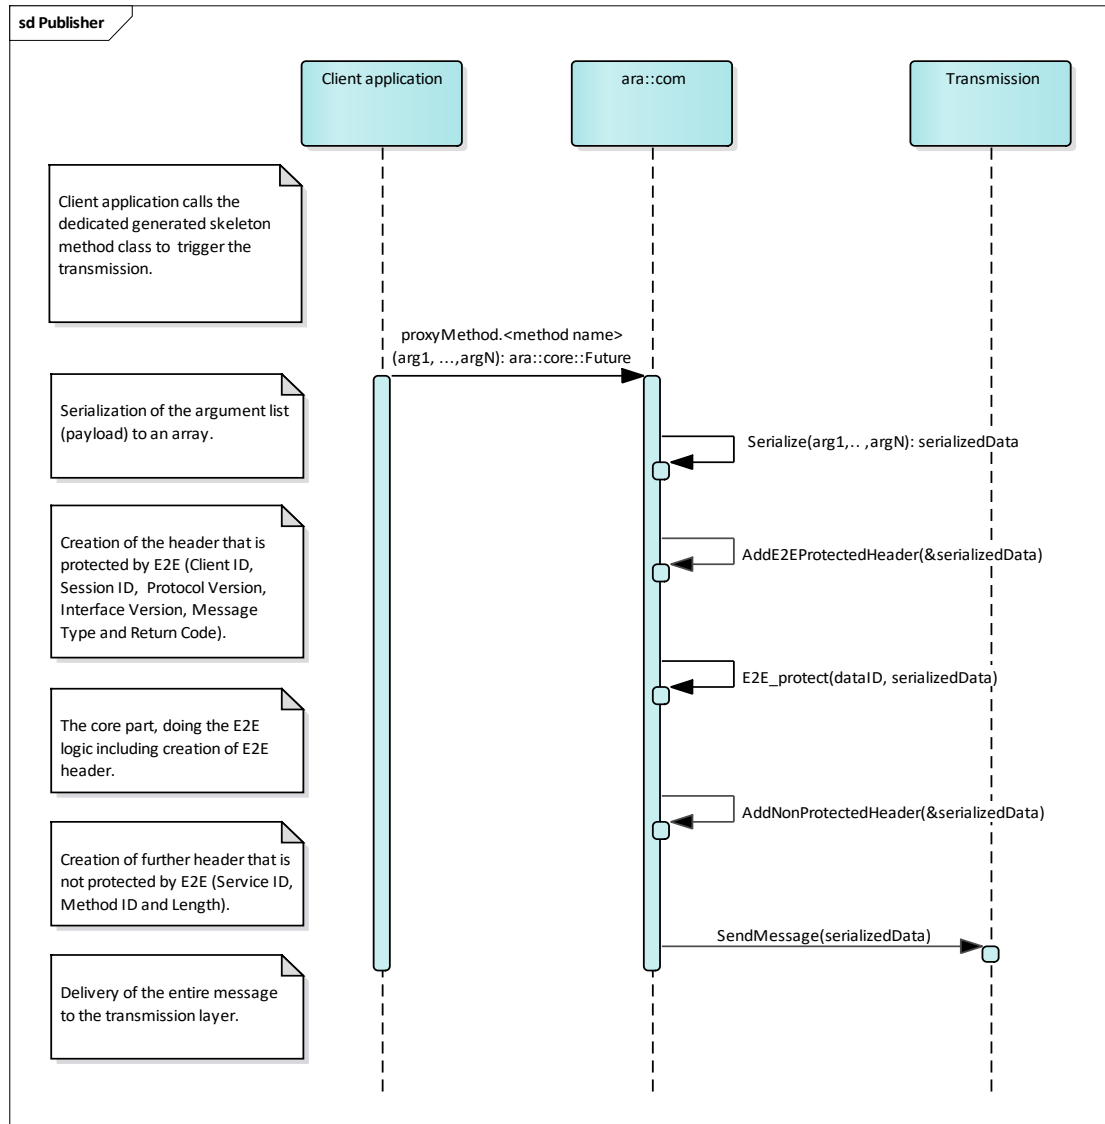 sd Publisher
Client application
ara::com
Transmission
Client application calls the
dedicated generated skeleton
method class to  trigger the
transmission.
proxyMethod.<method name>
(arg1, ...,argN): ara::core::Future
Serialization of the argument list
(payload) to an array.
Serialize(arg1,.. ,argN): serializedData
Creation of the header that is
protected by E2E (Client ID,
Session ID,  Protocol Version,
Interface Version, Message
Type and Return Code).
AddE2EProtectedHeader(&serializedData)
E2E_protect(dataID, serializedData)
The core part, doing the E2E
logic including creation of E2E
header.
AddNonProtectedHeader(&serializedData)
Creation of further header that is
not protected by E2E (Service ID,
Method ID and Length).
SendMessage(serializedData)
Delivery of the entire message
to the transmission layer.